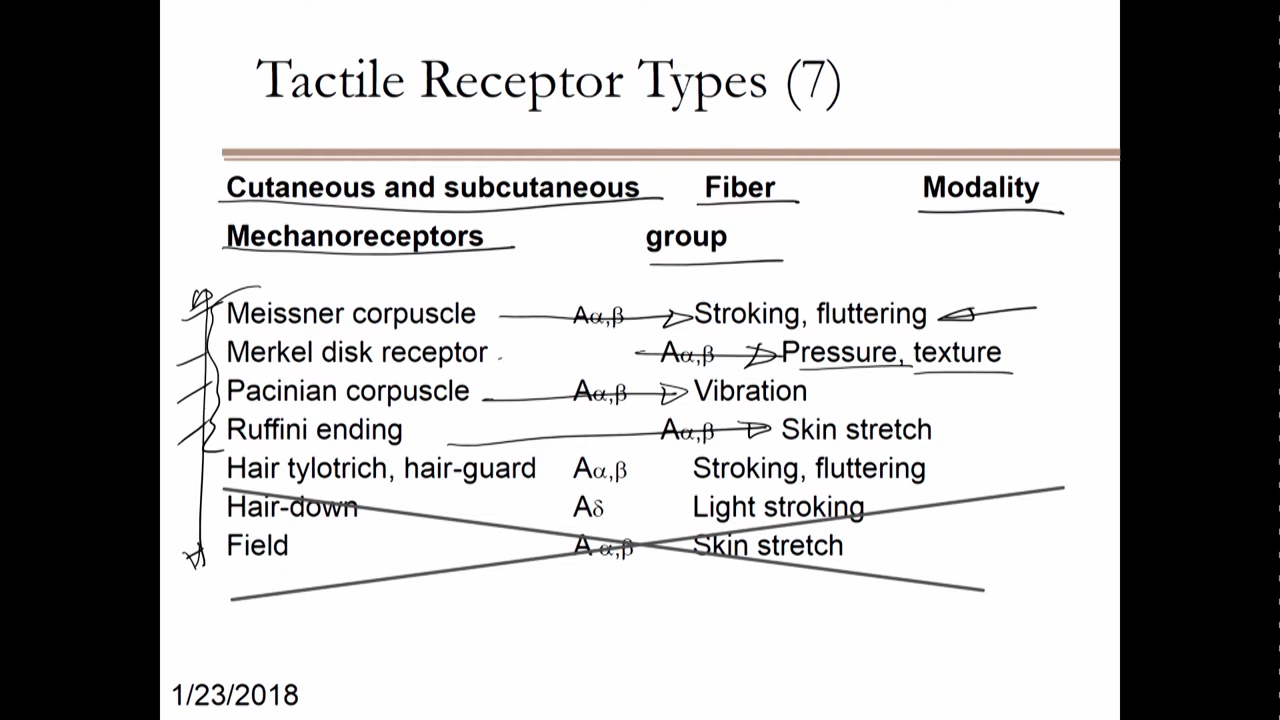 Tactile Receptor Types (7)
Cutaneous and subcutaneous Fiber Modality
Mechanoreceptors group
Meissner corpuscle Aα,β Stroking, fluttering
Merkel disk receptor Aα,β Pressure, texture
Pacinian corpuscle Aα,β Vibration
Ruffini ending Aα,β Skin stretch
Hair tylotrich, hair-guard Aα,β Stroking, fluttering
Hair-down Aδ Light stroking
Field A α,β Skin stretch
1/23/2018